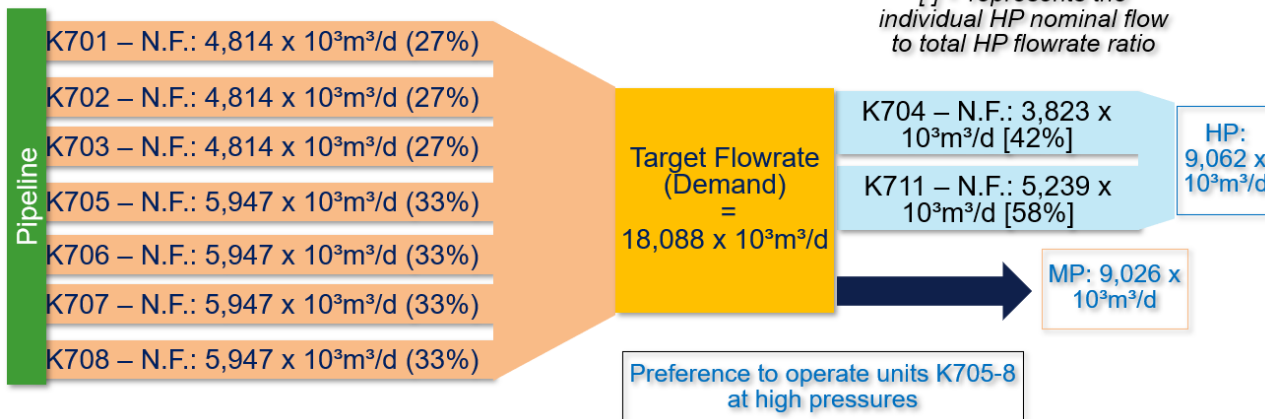 represents the
individual HP nominal flow
to total HP flowrate ratio
Pipeline
K701 – N.F.: 4,814 x 10³m³/d (27%)
K702 – N.F.: 4,814 x 10³m³/d (27%)
K703 – N.F.: 4,814 x 10³m³/d (27%)
K705 – N.F.: 5,947 x 10³m³/d (33%)
K706 – N.F.: 5,947 x 10³m³/d (33%)
K707 – N.F.: 5,947 x 10³m³/d (33%)
K708 – N.F.: 5,947 x 10³m³/d (33%)
Target Flowrate
(Demand)
=
18,088 x 10³m³/d
K704 – N.F.: 3,823 x
10³m³/d [42%]
K711 – N.F.: 5,239 x
10³m³/d [58%]
HP:
9,062 x
10³m³/d
MP: 9,026 x
10³m³/d
Preference to operate units K705-8
at high pressures